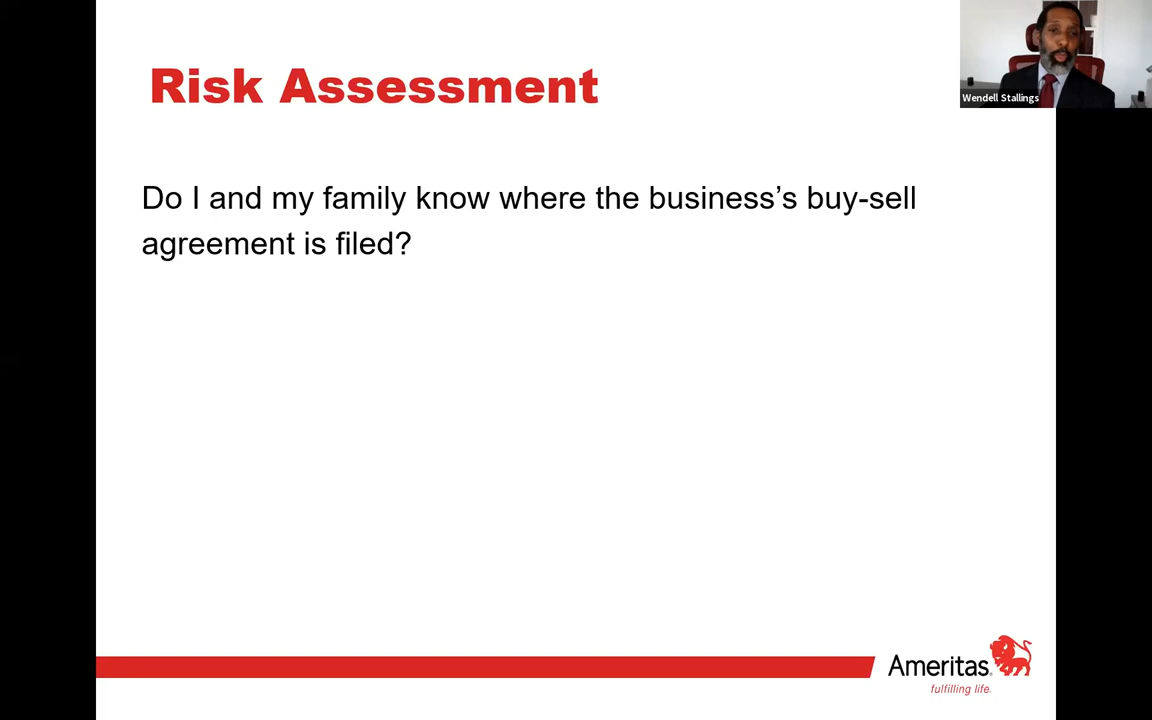 Risk Assessment
Wendell Stallings
Do I and my family know where the business’s buy-sell
agreement is filed?
Ameritas
fulfilling life.